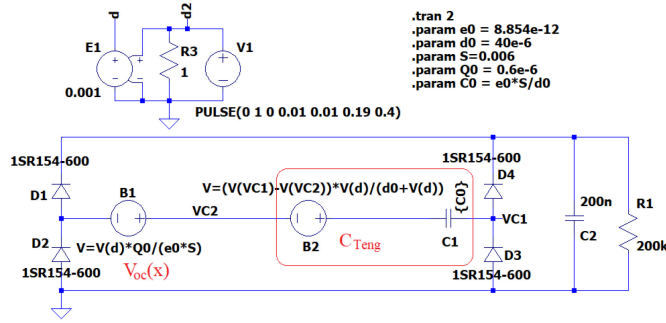 d
d2
E1
R3
1
V1
0.001
PULSE(0 1 0 0.01 0.01 0.19 0.4)
.tran 2
.param e0 = 8.854e-12
.param d0 = 40e-6
.param S=0.006
.param Q0 = 0.6e-6
.param C0 = e0*S/d0
1SR154-600
D1
B1
VC2
V=(V(VC1)-V(VC2))*V(d)/(d0+V(d))
B2
{C0}
C1
1SR154-600
D4
VC1
D2
V=V(d)*Q0/(e0*S)
1SR154-600
Voc(x)
CTeng
D3
1SR154-600
200n
C2
R1
200k